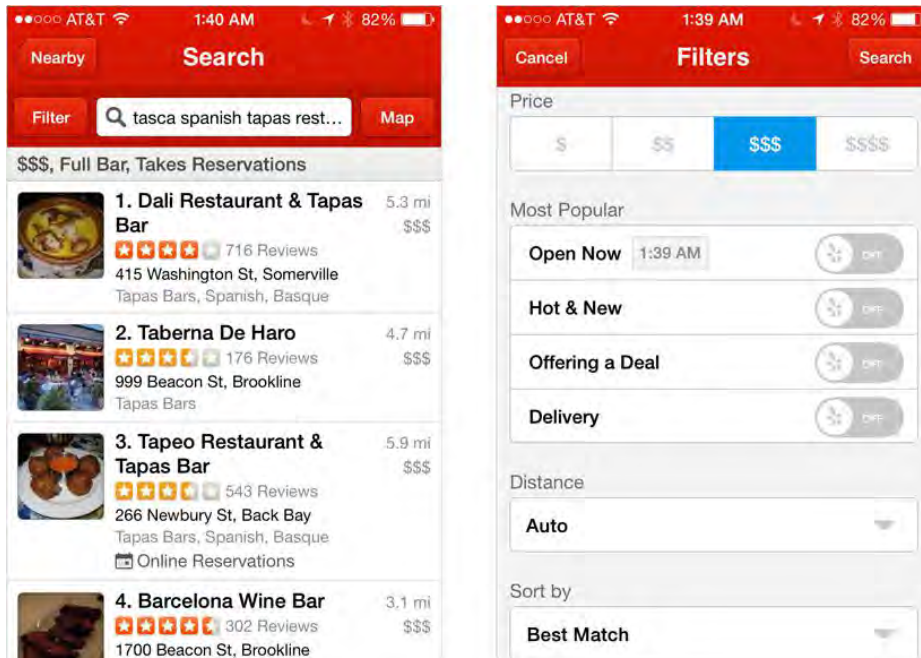 AT&T 1:40 AM 82%
Nearby Search
Filter tasca spanish tapas rest... Map
$$$, Full Bar, Takes Reservations
1. Dali Restaurant & Tapas 5.3 mi
Bar $$$
716 Reviews
415 Washington St, Somerville
Tapas Bars, Spanish, Basque
2. Taberna De Haro 4.7 mi
176 Reviews $$$
999 Beacon St, Brookline
Tapas Bars
3. Tapeo Restaurant & 5.9 mi
Tapas Bar $$$
543 Reviews
266 Newbury St, Back Bay
Tapas Bars, Spanish, Basque
Online Reservations
4. Barcelona Wine Bar 3.1 mi
302 Reviews $$$
1700 Beacon St, Brookline
AT&T 1:39 AM 82%
Cancel Filters Search
Price
$ $$ $$$ $$$$
Most Popular
Open Now 1:39 AM OFF
Hot & New OFF
Offering a Deal OFF
Delivery OFF
Distance
Auto
Sort by
Best Match